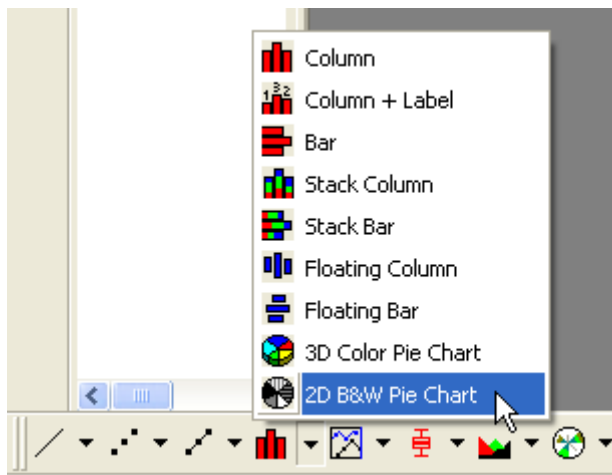 Column
132
Column + Label
Bar
Stack Column
Stack Bar
Floating Column
Floating Bar
3D Color Pie Chart
2D B&W Pie Chart